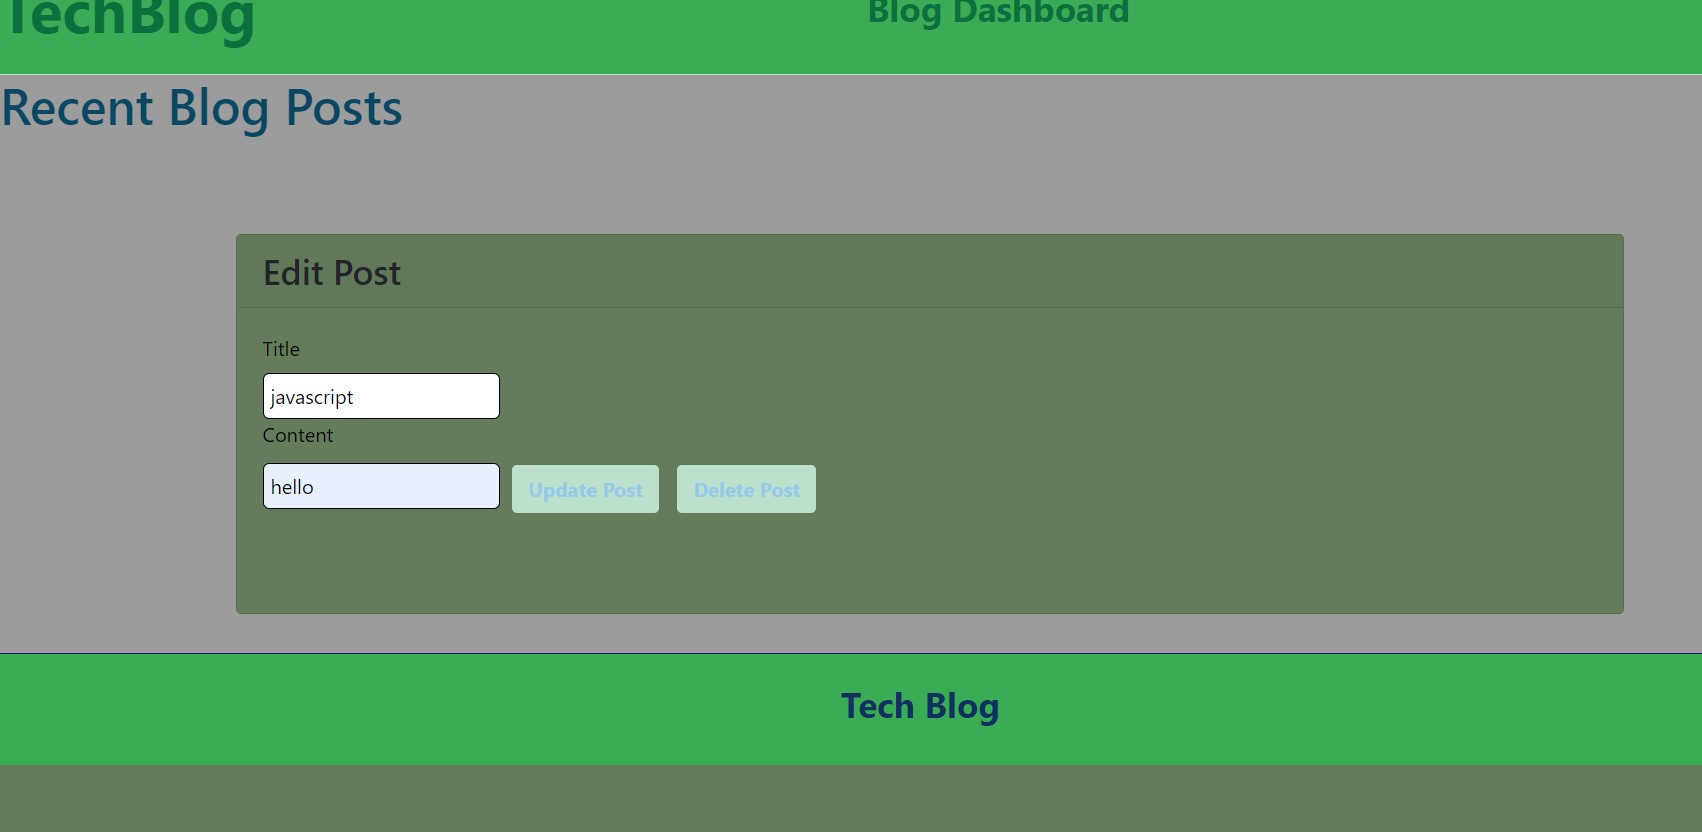 TechBlog
Blog Dashboard
Recent Blog Posts
Edit Post
Title
javascript
Content
hello
Update Post
Delete Post
Tech Blog